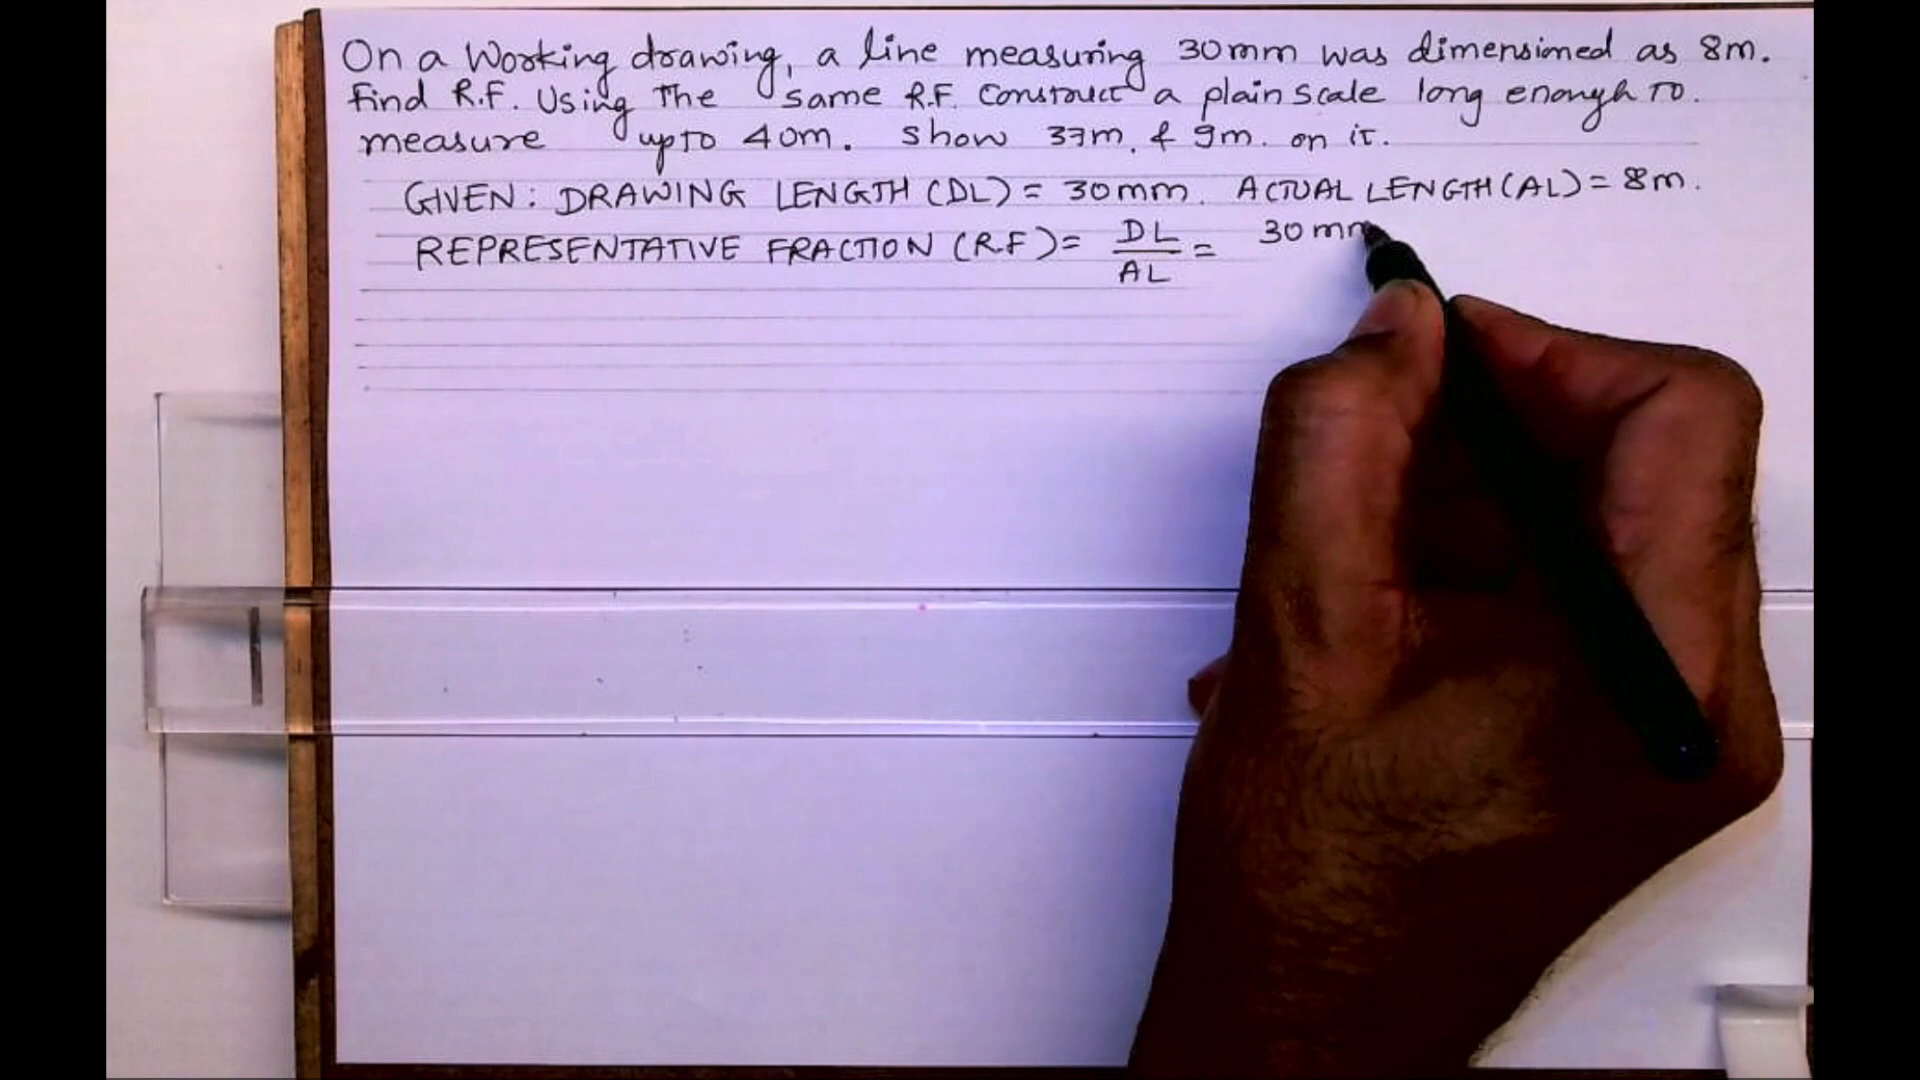 On a Working drawing, a line measuring 30mm was dimensioned as 8m.
find R.F. Using The same R.F. Construct a plain scale long enough To.
measure upto 40m. show 37m. & 9m. on it.
GIVEN: DRAWING LENGTH (DL) = 30mm. ACTUAL LENGTH (AL) = 8m.
REPRESENTATIVE FRACTION (R.F) = DL/AL = 30 mm